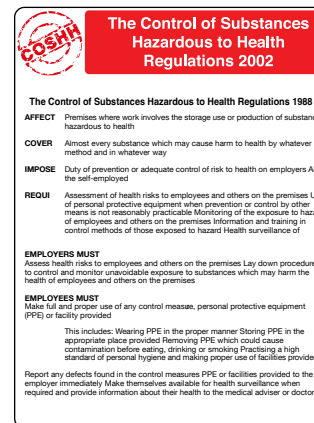 COSHH
The Control of Substances
Hazardous to Health
Regulations 2002
The Control of Substances Hazardous to Health Regulations 1988
AFFECT Premises where work involves the storage use or production of substanc
hazardous to health
COVER Almost every substance which may cause harm to health by whatever
method and in whatever way
IMPOSE Duty of prevention or adequate control of risk to health on employers Al
the self-employed
REQUI Assessment of health risks to employees and others on the premises U
of personal protective equipment when prevention or control by other
means is not reasonably practicable Monitoring of the exposure to haza
of employees and others on the premises Information and training in
control methods of those exposed to hazard Health surveillance of
EMPLOYERS MUST
Assess health risks to employees and others on the premises Lay down procedure
to control and monitor unavoidable exposure to substances which may harm the
health of employees and others on the premises
EMPLOYEES MUST
Make full and proper use of any control measure, personal protective equipment
(PPE) or facility provided
This includes: Wearing PPE in the proper manner Storing PPE in the
appropriate place provided Removing PPE which could cause
contamination before eating, drinking or smoking Practising a high
standard of personal hygiene and making proper use of facilities provide
Report any defects found in the control measures PPE or facilities provided to the
employer immediately Make themselves available for health surveillance when
required and provide information about their health to the medical adviser or doctor